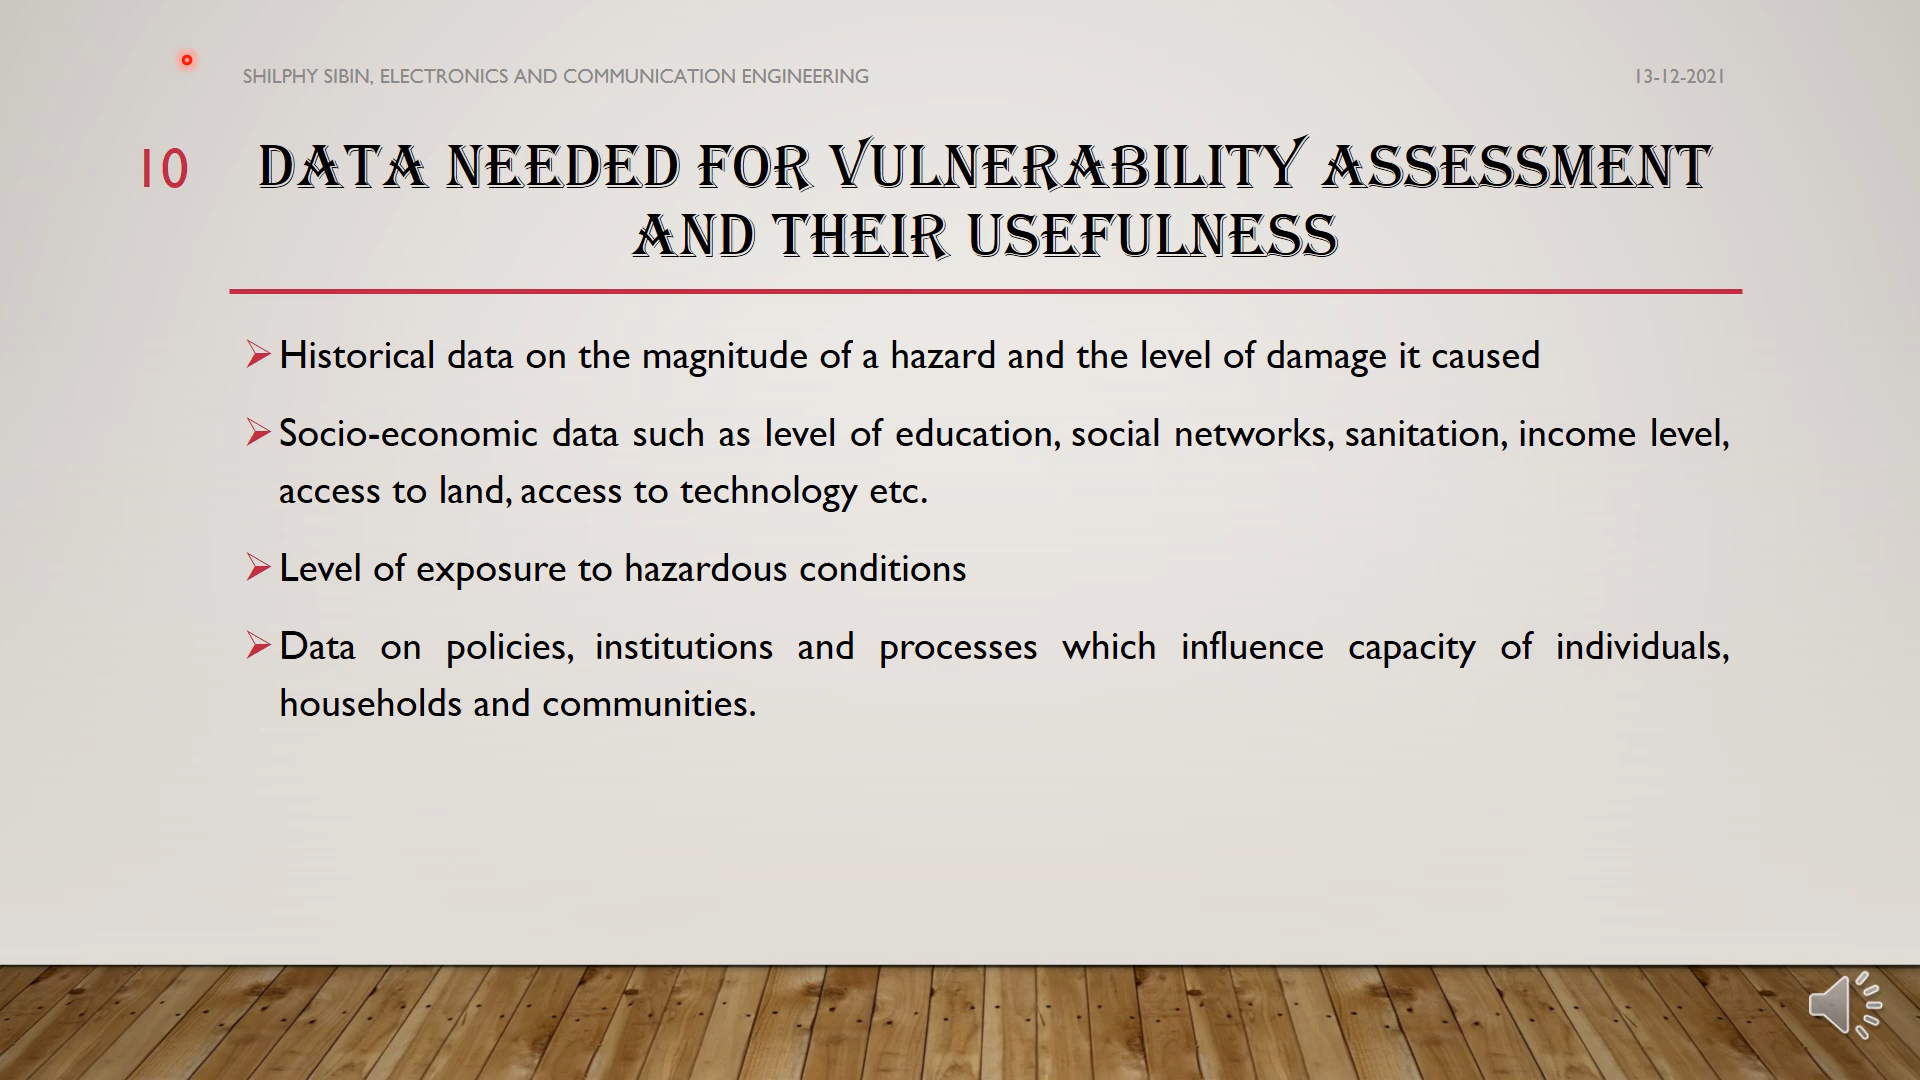 SHILPHY SIBIN, ELECTRONICS AND COMMUNICATION ENGINEERING
13-12-2021
10
DATA NEEDED FOR VULNERABILITY ASSESSMENT
AND THEIR USEFULNESS
Historical data on the magnitude of a hazard and the level of damage it caused
Socio-economic data such as level of education, social networks, sanitation, income level,
access to land, access to technology etc.
Level of exposure to hazardous conditions
Data on policies, institutions and processes which influence capacity of individuals,
households and communities.